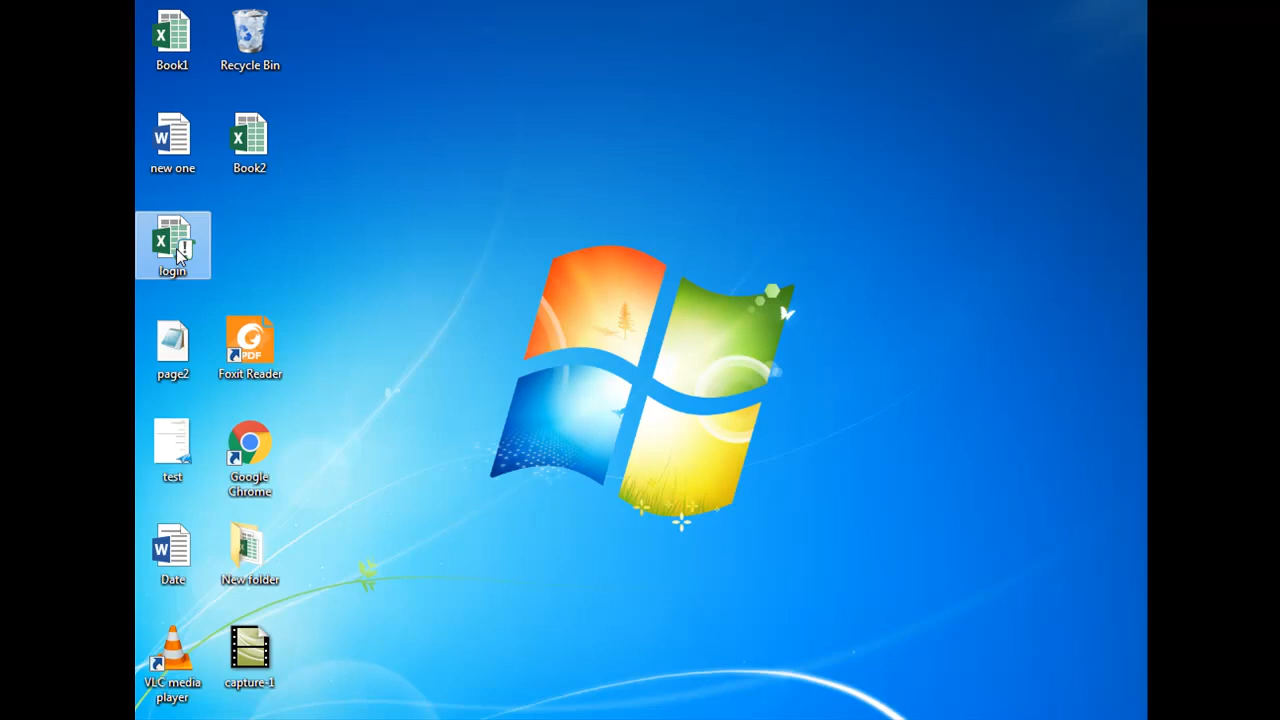 Book1
Recycle Bin
new one
Book2
login
page2
PDF
Foxit Reader
test
Google
Chrome
Date
New folder
VLC media
player
capture-1